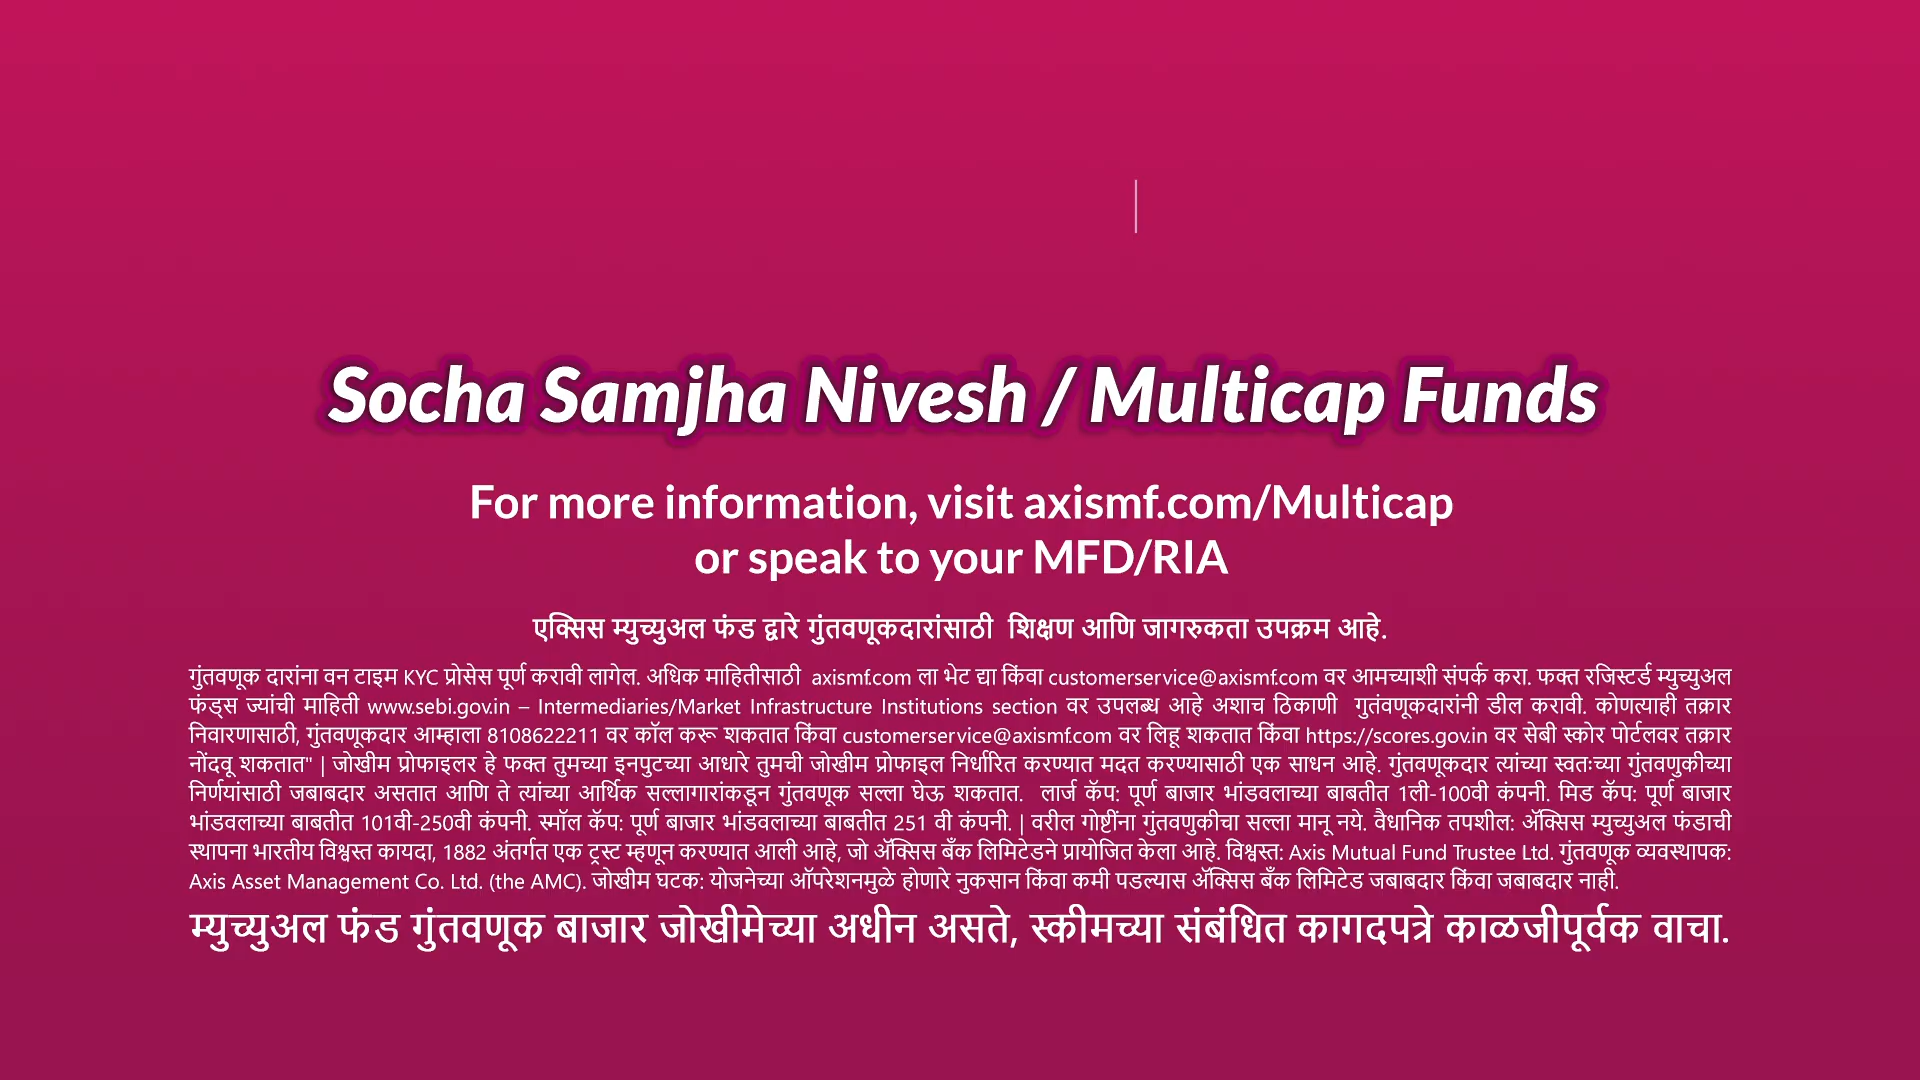 Socha Samjha Nivesh / Multicap Funds
For more information, visit axismf.com/Multicap
or speak to your MFD/RIA
एक्सिस म्युच्युअल फंड द्वारे गुंतवणूकदारांसाठी शिक्षण आणि जागरुकता उपक्रम आहे.
गुंतवणूक दारांना वन टाइम KYC प्रोसेस पूर्ण करावी लागेल. अधिक माहितीसाठी axismf.com ला भेट द्या किंवा customerservice@axismf.com वर आमच्याशी संपर्क करा. फक्त रजिस्टर्ड म्युच्युअल
फंड्स ज्यांची माहिती www.sebi.gov.in – Intermediaries/Market Infrastructure Institutions section वर उपलब्ध आहे अशाच ठिकाणी गुतंवणूकदारांनी डील करावी. कोणत्याही तक्रार
निवारणासाठी, गुंतवणूकदार आम्हाला 8108622211 वर कॉल करू शकतात किंवा customerservice@axismf.com वर लिहू शकतात किंवा https://scores.gov.in वर सेबी स्कोर पोर्टलवर तक्रार
नोंदवू शकतात" | जोखीम प्रोफाइलर हे फक्त तुमच्या इनपुटच्या आधारे तुमची जोखीम प्रोफाइल निर्धारित करण्यात मदत करण्यासाठी एक साधन आहे. गुंतवणूकदार त्यांच्या स्वतःच्या गुंतवणुकीच्या
निर्णयांसाठी जबाबदार असतात आणि ते त्यांच्या आर्थिक सल्लागारांकडून गुंतवणूक सल्ला घेऊ शकतात. लार्ज कॅप: पूर्ण बाजार भांडवलाच्या बाबतीत 1ली-100वी कंपनी. मिड कॅप: पूर्ण बाजार
भांडवलाच्या बाबतीत 101वी-250वी कंपनी. स्मॉल कॅप: पूर्ण बाजार भांडवलाच्या बाबतीत 251 वी कंपनी. | वरील गोष्टींना गुंतवणुकीचा सल्ला मानू नये. वैधानिक तपशील: ॲक्सिस म्युच्युअल फंडाची
स्थापना भारतीय विश्वस्त कायदा, 1882 अंतर्गत एक ट्रस्ट म्हणून करण्यात आली आहे, जो ॲक्सिस बँक लिमिटेडने प्रायोजित केला आहे. विश्वस्त: Axis Mutual Fund Trustee Ltd. गुंतवणूक व्यवस्थापक:
Axis Asset Management Co. Ltd. (the AMC). जोखीम घटक: योजनेच्या ऑपरेशनमुळे होणारे नुकसान किंवा कमी पडल्यास ॲक्सिस बँक लिमिटेड जबाबदार किंवा जबाबदार नाही.
म्युच्युअल फंड गुंतवणूक बाजार जोखीमेच्या अधीन असते, स्कीमच्या संबंधित कागदपत्रे काळजीपूर्वक वाचा.